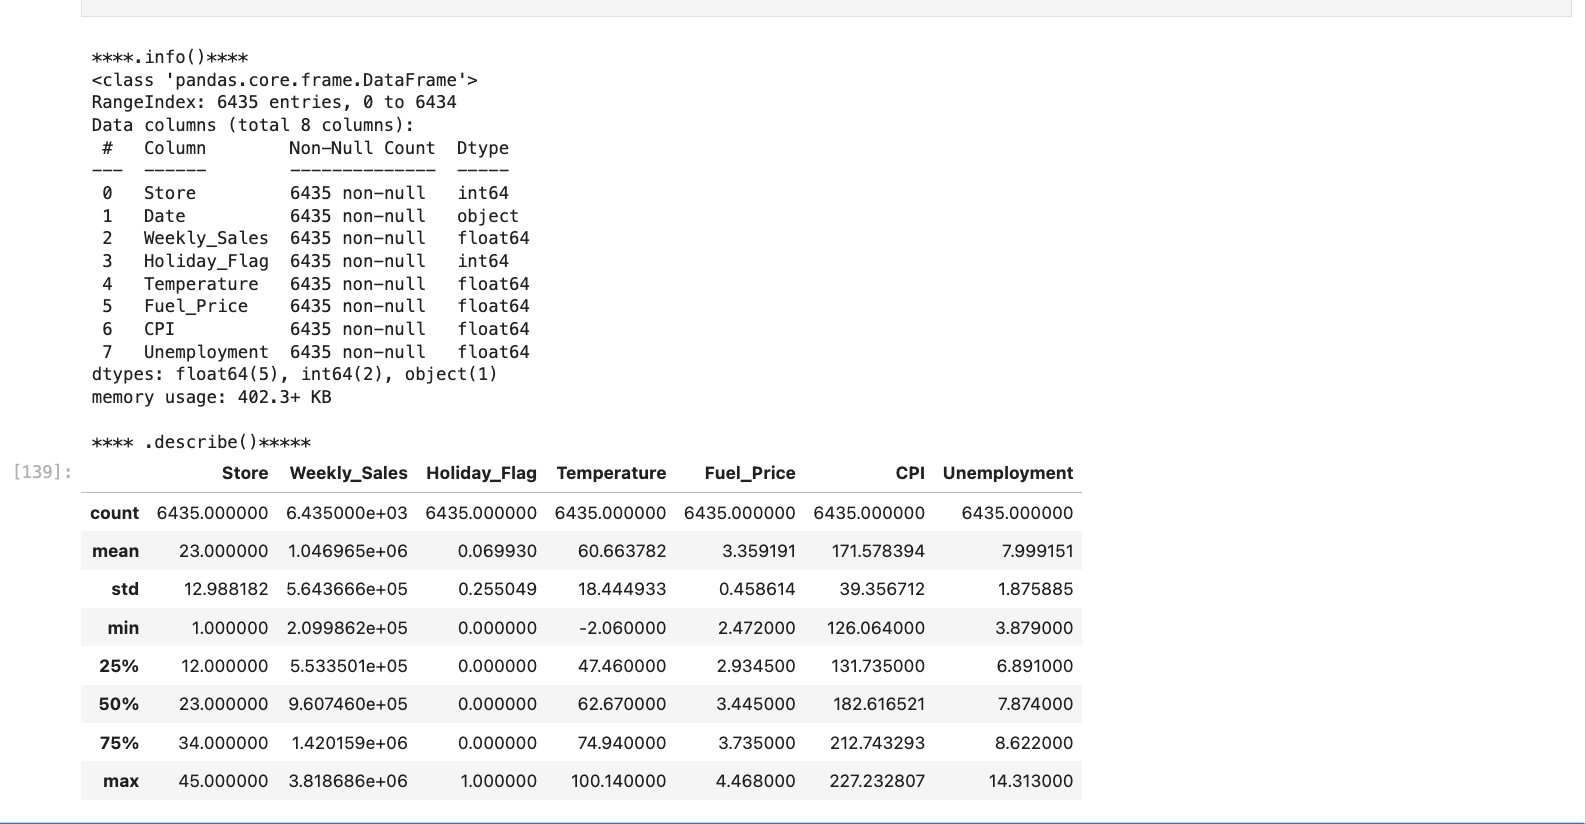 ****.info()****
<class 'pandas.core.frame.DataFrame'>
RangeIndex: 6435 entries, 0 to 6434
Data columns (total 8 columns):
#   Column        Non-Null Count  Dtype
---  ------        --------------  -----
0   Store         6435 non-null   int64
1   Date          6435 non-null   object
2   Weekly_Sales  6435 non-null   float64
3   Holiday_Flag  6435 non-null   int64
4   Temperature   6435 non-null   float64
5   Fuel_Price    6435 non-null   float64
6   CPI           6435 non-null   float64
7   Unemployment  6435 non-null   float64
dtypes: float64(5), int64(2), object(1)
memory usage: 402.3+ KB
**** .describe()*****
[139]: Store Weekly_Sales Holiday_Flag Temperature Fuel_Price CPI Unemployment
count 6435.000000 6.435000e+03 6435.000000 6435.000000 6435.000000 6435.000000 6435.000000
mean 23.000000 1.046965e+06 0.069930 60.663782 3.359191 171.578394 7.999151
std 12.988182 5.643666e+05 0.255049 18.444933 0.458614 39.356712 1.875885
min 1.000000 2.099862e+05 0.000000 -2.060000 2.472000 126.064000 3.879000
25% 12.000000 5.533501e+05 0.000000 47.460000 2.934500 131.735000 6.891000
50% 23.000000 9.607460e+05 0.000000 62.670000 3.445000 182.616521 7.874000
75% 34.000000 1.420159e+06 0.000000 74.940000 3.735000 212.743293 8.622000
max 45.000000 3.818686e+06 1.000000 100.140000 4.468000 227.232807 14.313000